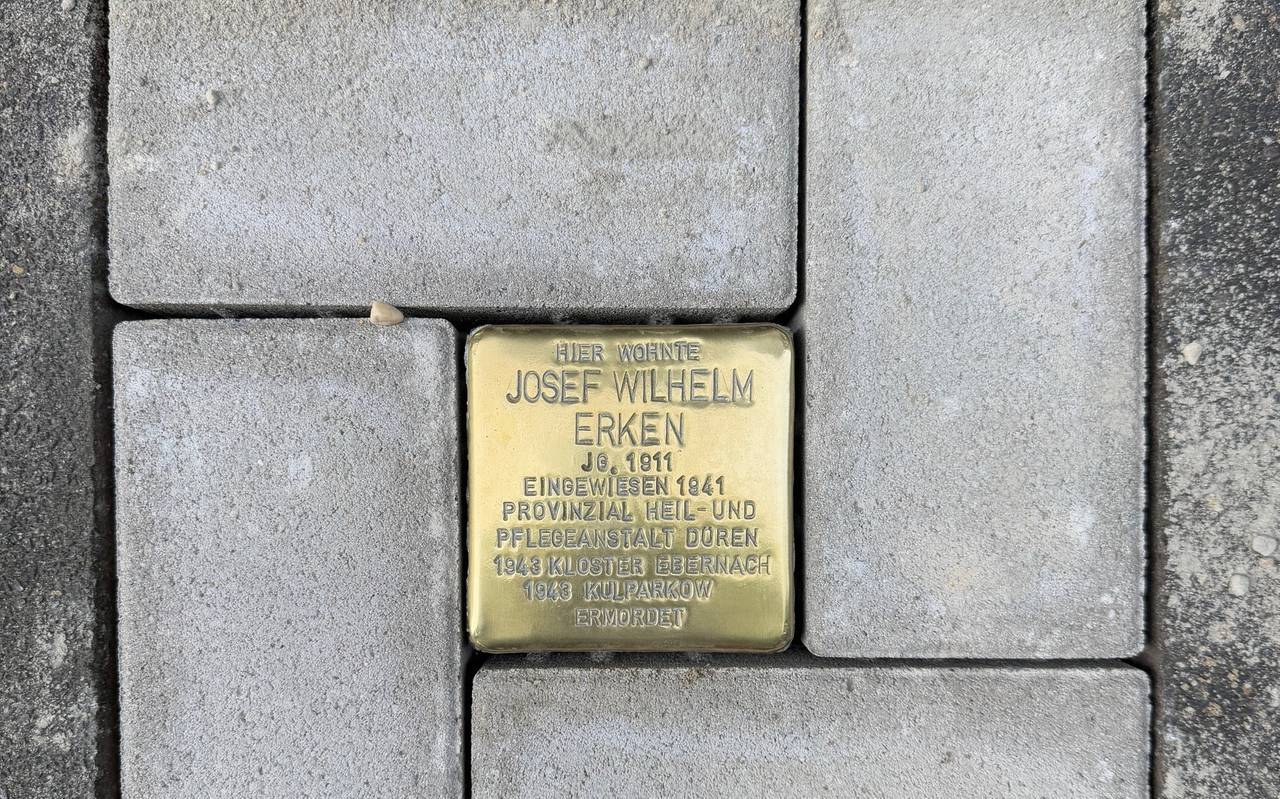 HIER WOHNTE
JOSEF WILHELM
ERKEN
JG. 1911
EINGEWIESEN 1941
PROVINZIAL HEIL-UND
PFLEGEANSTALT DÜREN
1943 KLOSTER EBERNACH
1943 KULPARKOW
ERMORDET